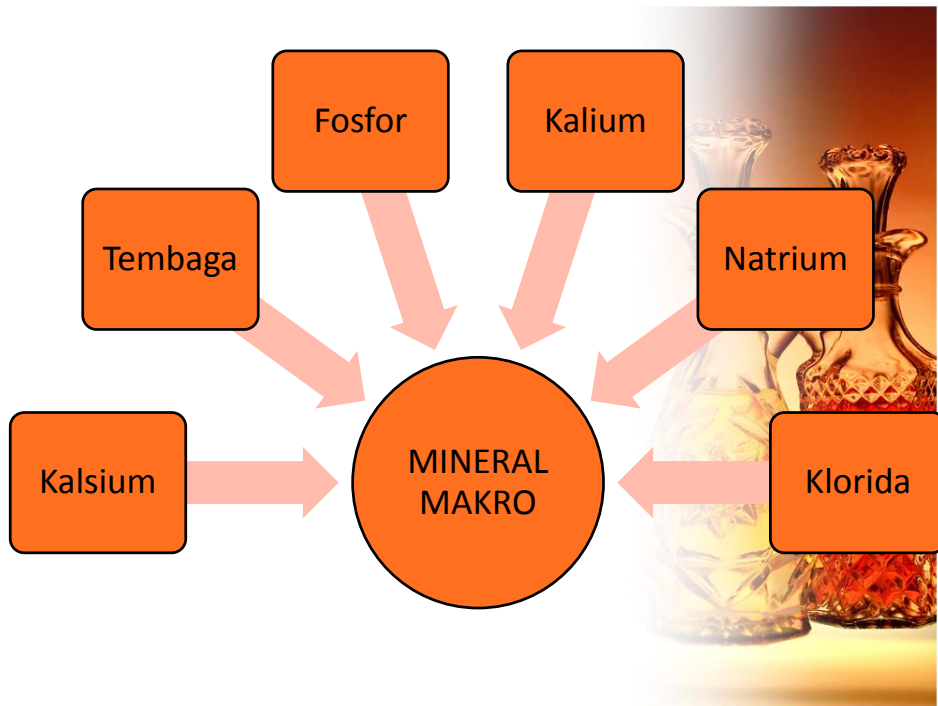 Fosfor
Kalium
Tembaga
Natrium
Kalsium
MINERAL
MAKRO
Klorida